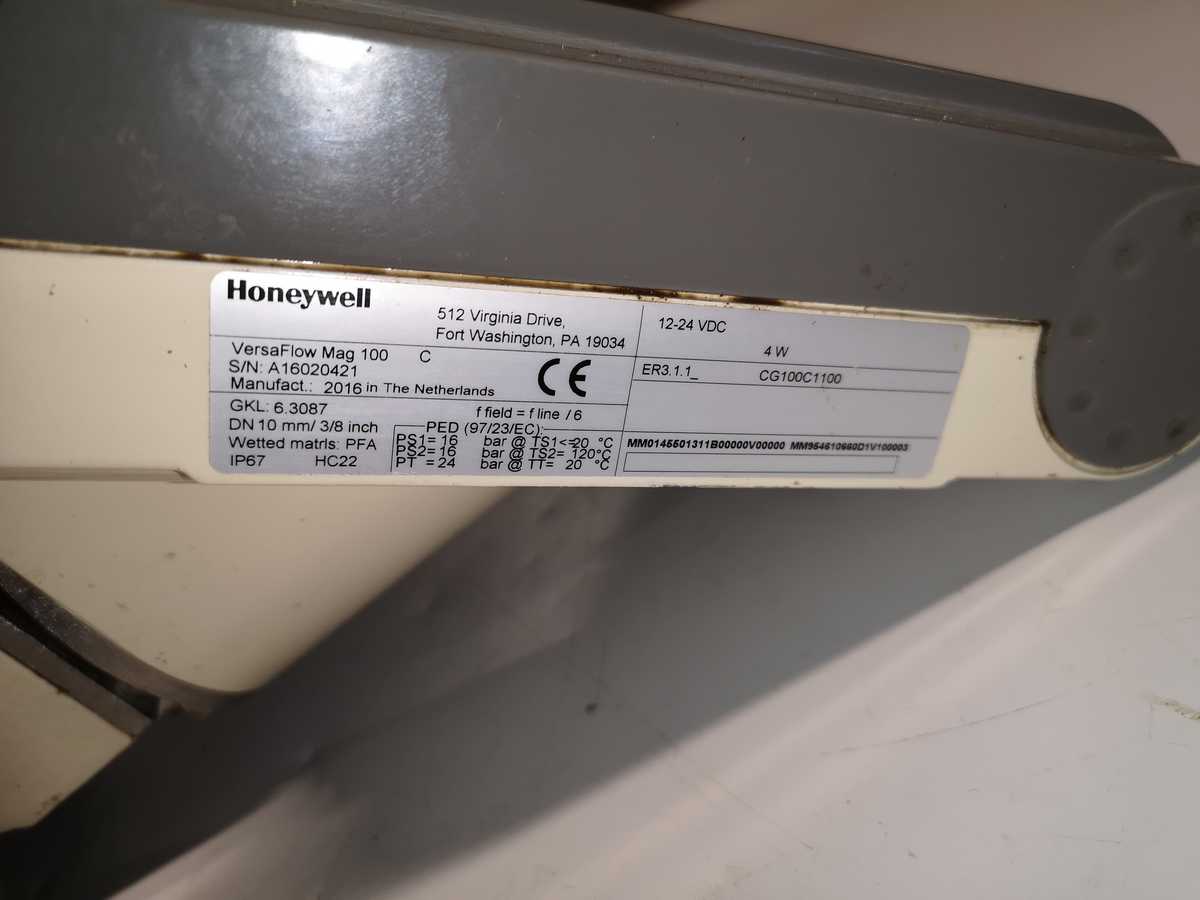 Honeywell
512 Virginia Drive,
Fort Washington, PA 19034
VersaFlow Mag 100 C
S/N: A16020421
Manufact.: 2016 in The Netherlands
CE
GKL: 6.3087
f field = f line / 6
DN 10 mm/ 3/8 inch
Wetted matrls: PFA
IP67 HC22
PED (97/23/EC):
PS1= 16 bar @ TS1<=20 °C
PS2= 16 bar @ TS2= 120°C
PT = 24 bar @ TT= 20 °C
12-24 VDC
4 W
ER3.1.1_ CG100C1100
MM0145501311B00000V00000 MM954610660D1V100003